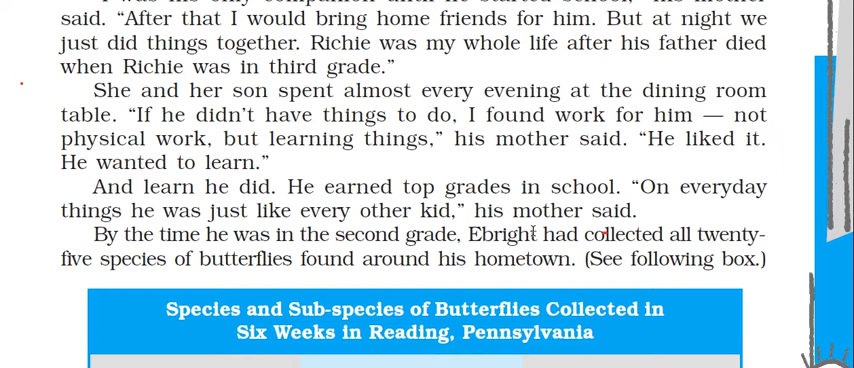 said. “After that I would bring home friends for him. But at night we
just did things together. Richie was my whole life after his father died
when Richie was in third grade.”
She and her son spent almost every evening at the dining room
table. “If he didn’t have things to do, I found work for him — not
physical work, but learning things,” his mother said. “He liked it.
He wanted to learn.”
And learn he did. He earned top grades in school. “On everyday
things he was just like every other kid,” his mother said.
By the time he was in the second grade, Ebright had collected all twenty-
five species of butterflies found around his hometown. (See following box.)
Species and Sub-species of Butterflies Collected in
Six Weeks in Reading, Pennsylvania